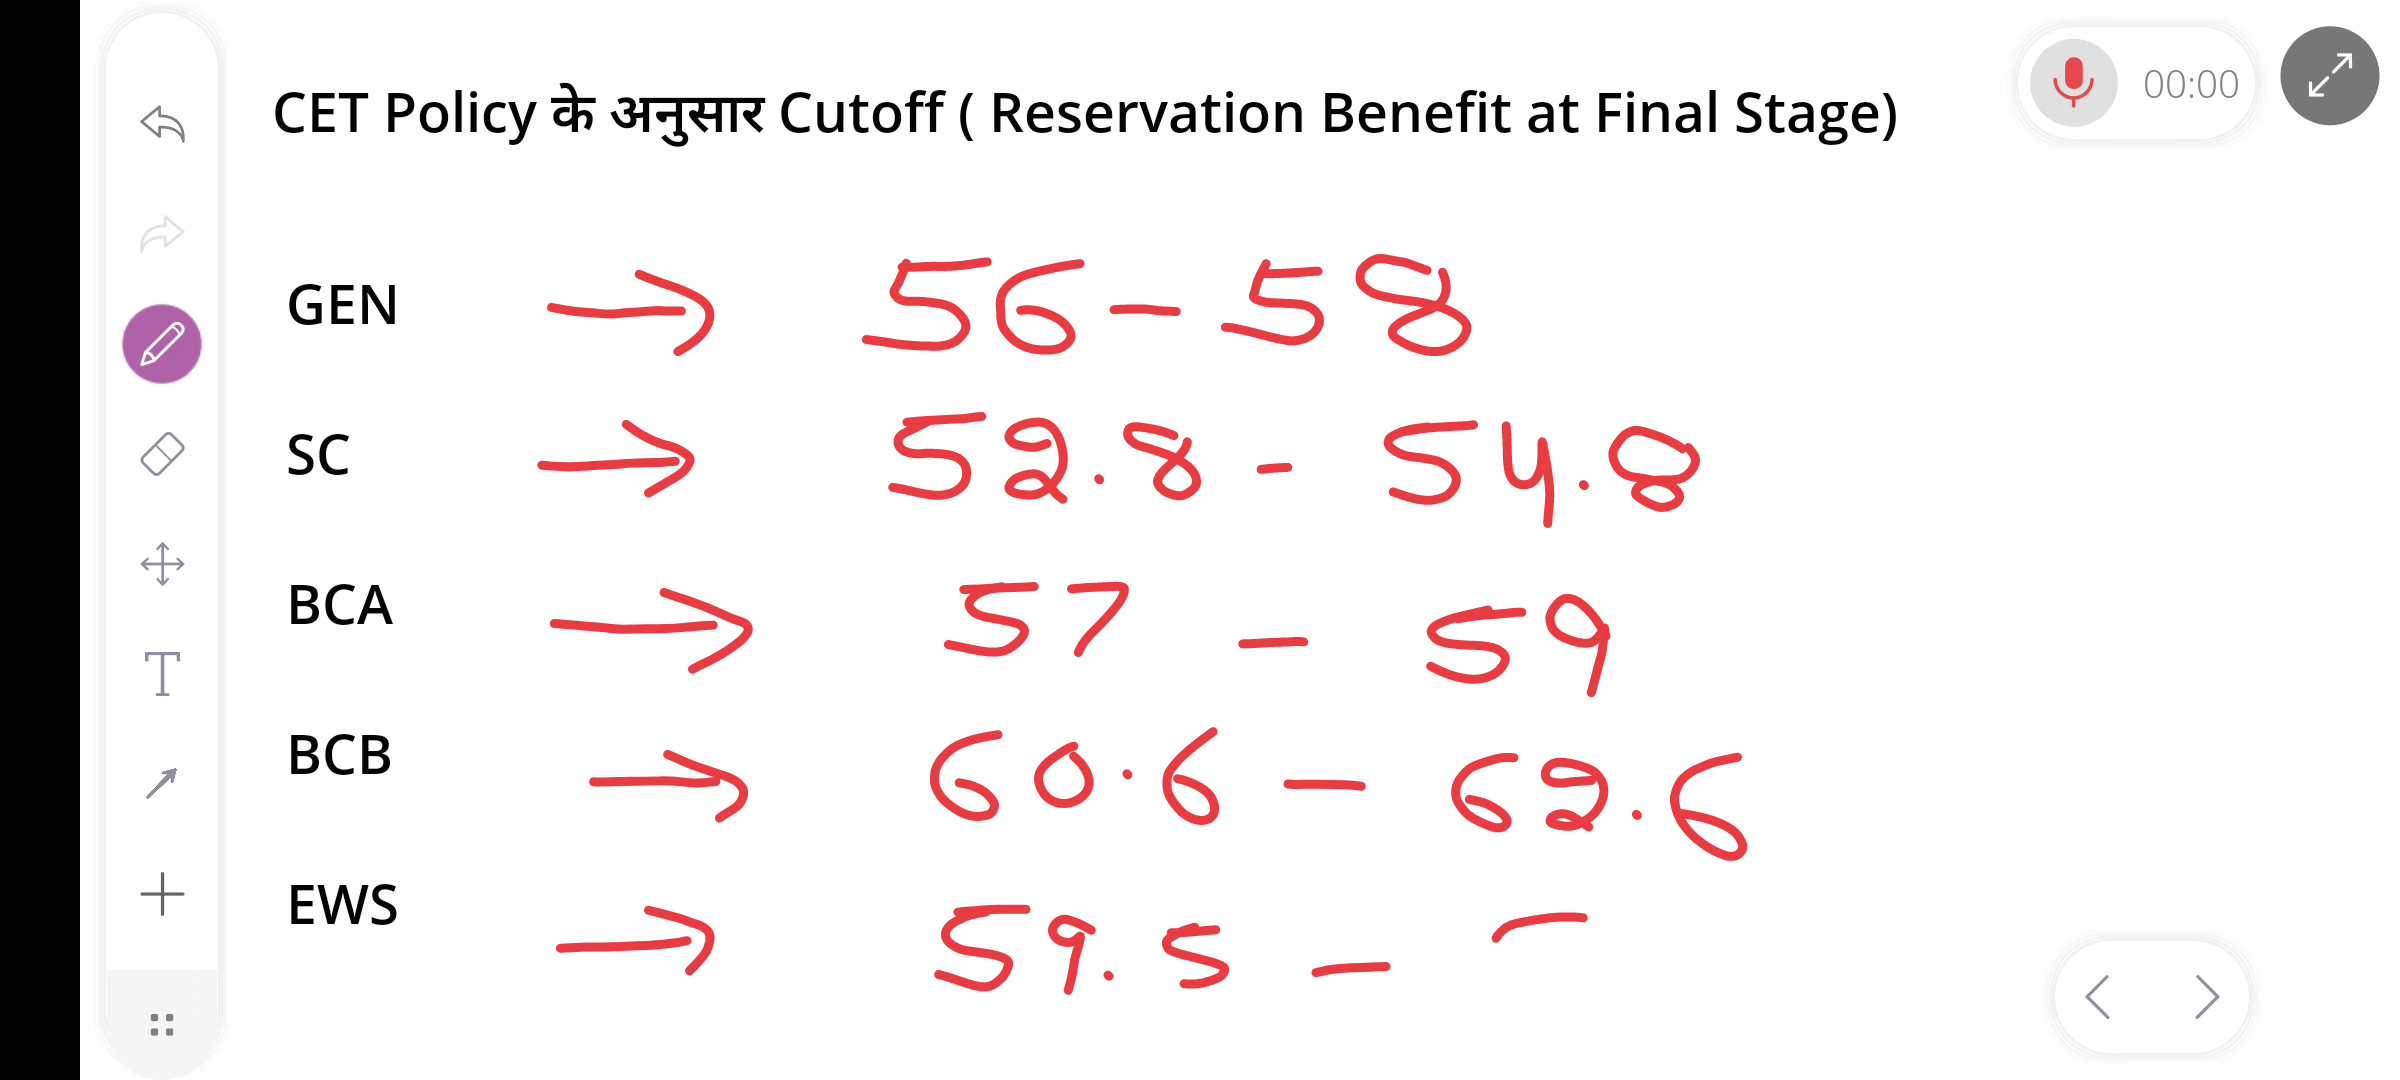 CET Policy के अनुसार Cutoff ( Reservation Benefit at Final Stage)
00:00
GEN → 56 - 58
SC → 52.8 - 54.8
BCA → 57 - 59
BCB → 60.6 - 62.6
EWS → 59.5 -
T